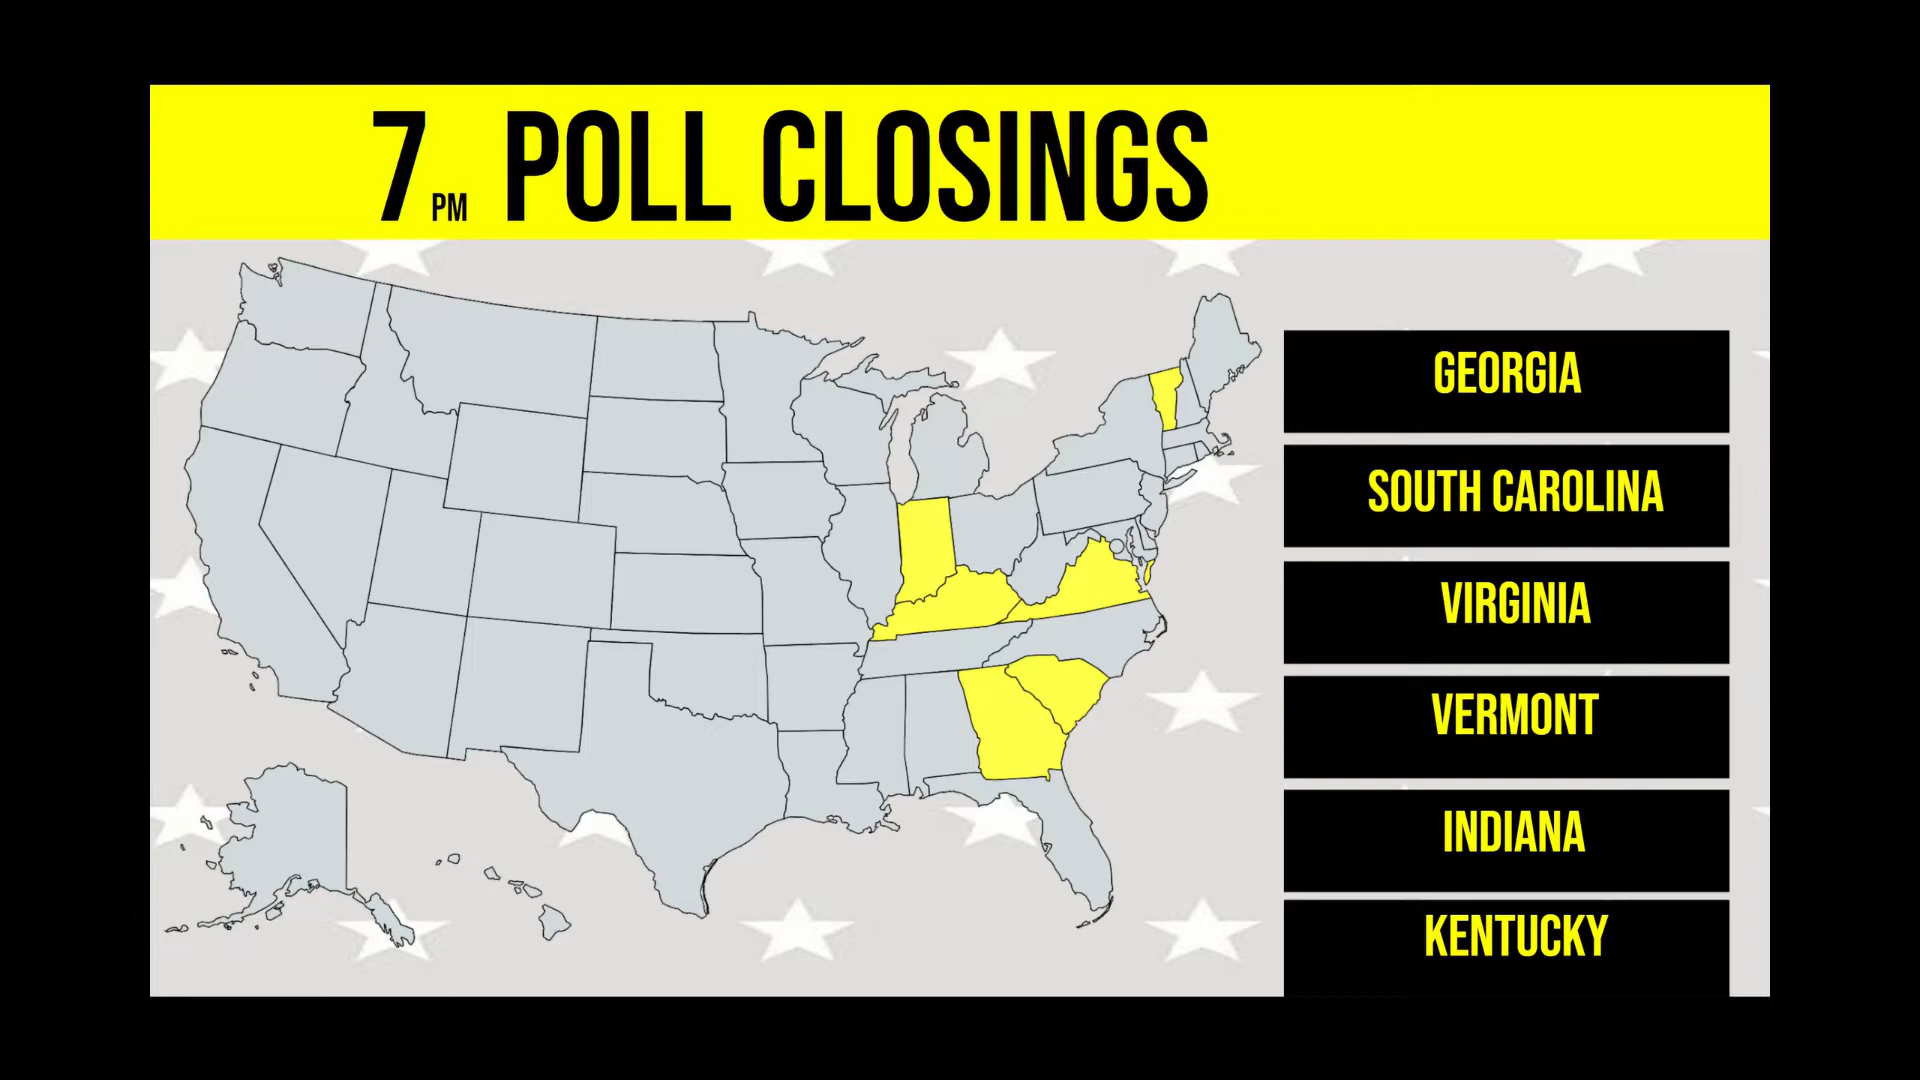 7 PM POLL CLOSINGS
GEORGIA
SOUTH CAROLINA
VIRGINIA
VERMONT
INDIANA
KENTUCKY